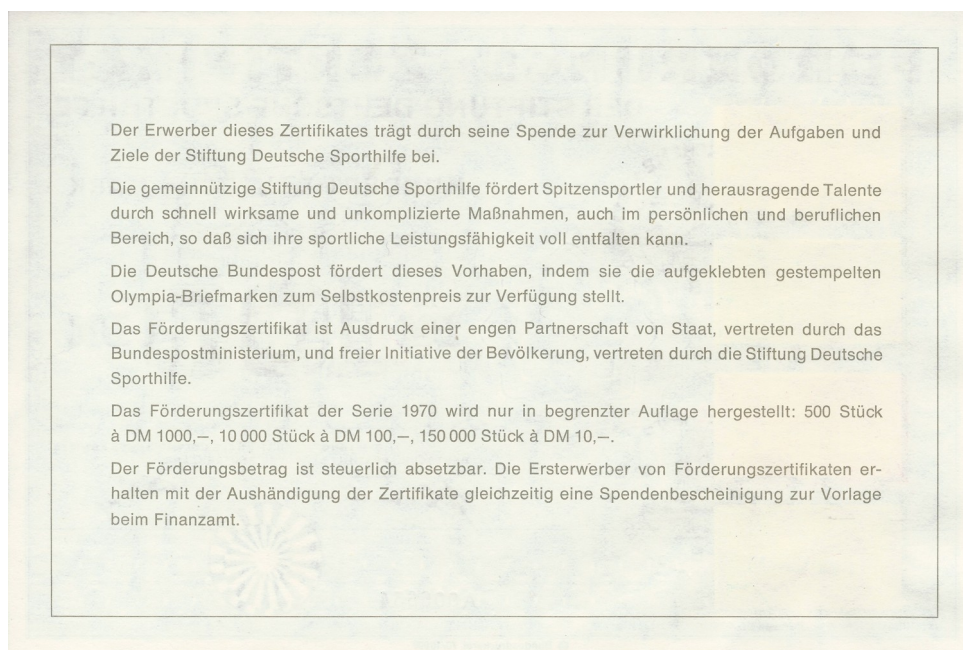 Der Erwerber dieses Zertifikates trägt durch seine Spende zur Verwirklichung der Aufgaben und
Ziele der Stiftung Deutsche Sporthilfe bei.
Die gemeinnützige Stiftung Deutsche Sporthilfe fördert Spitzensportler und herausragende Talente
durch schnell wirksame und unkomplizierte Maßnahmen, auch im persönlichen und beruflichen
Bereich, so daß sich ihre sportliche Leistungsfähigkeit voll entfalten kann.
Die Deutsche Bundespost fördert dieses Vorhaben, indem sie die aufgeklebten gestempelten
Olympia-Briefmarken zum Selbstkostenpreis zur Verfügung stellt.
Das Förderungszertifikat ist Ausdruck einer engen Partnerschaft von Staat, vertreten durch das
Bundespostministerium, und freier Initiative der Bevölkerung, vertreten durch die Stiftung Deutsche
Sporthilfe.
Das Förderungszertifikat der Serie 1970 wird nur in begrenzter Auflage hergestellt: 500 Stück
à DM 1000,—, 10 000 Stück à DM 100,—, 150 000 Stück à DM 10,—.
Der Förderungsbetrag ist steuerlich absetzbar. Die Ersterwerber von Förderungszertifikaten er-
halten mit der Aushändigung der Zertifikate gleichzeitig eine Spendenbescheinigung zur Vorlage
beim Finanzamt.